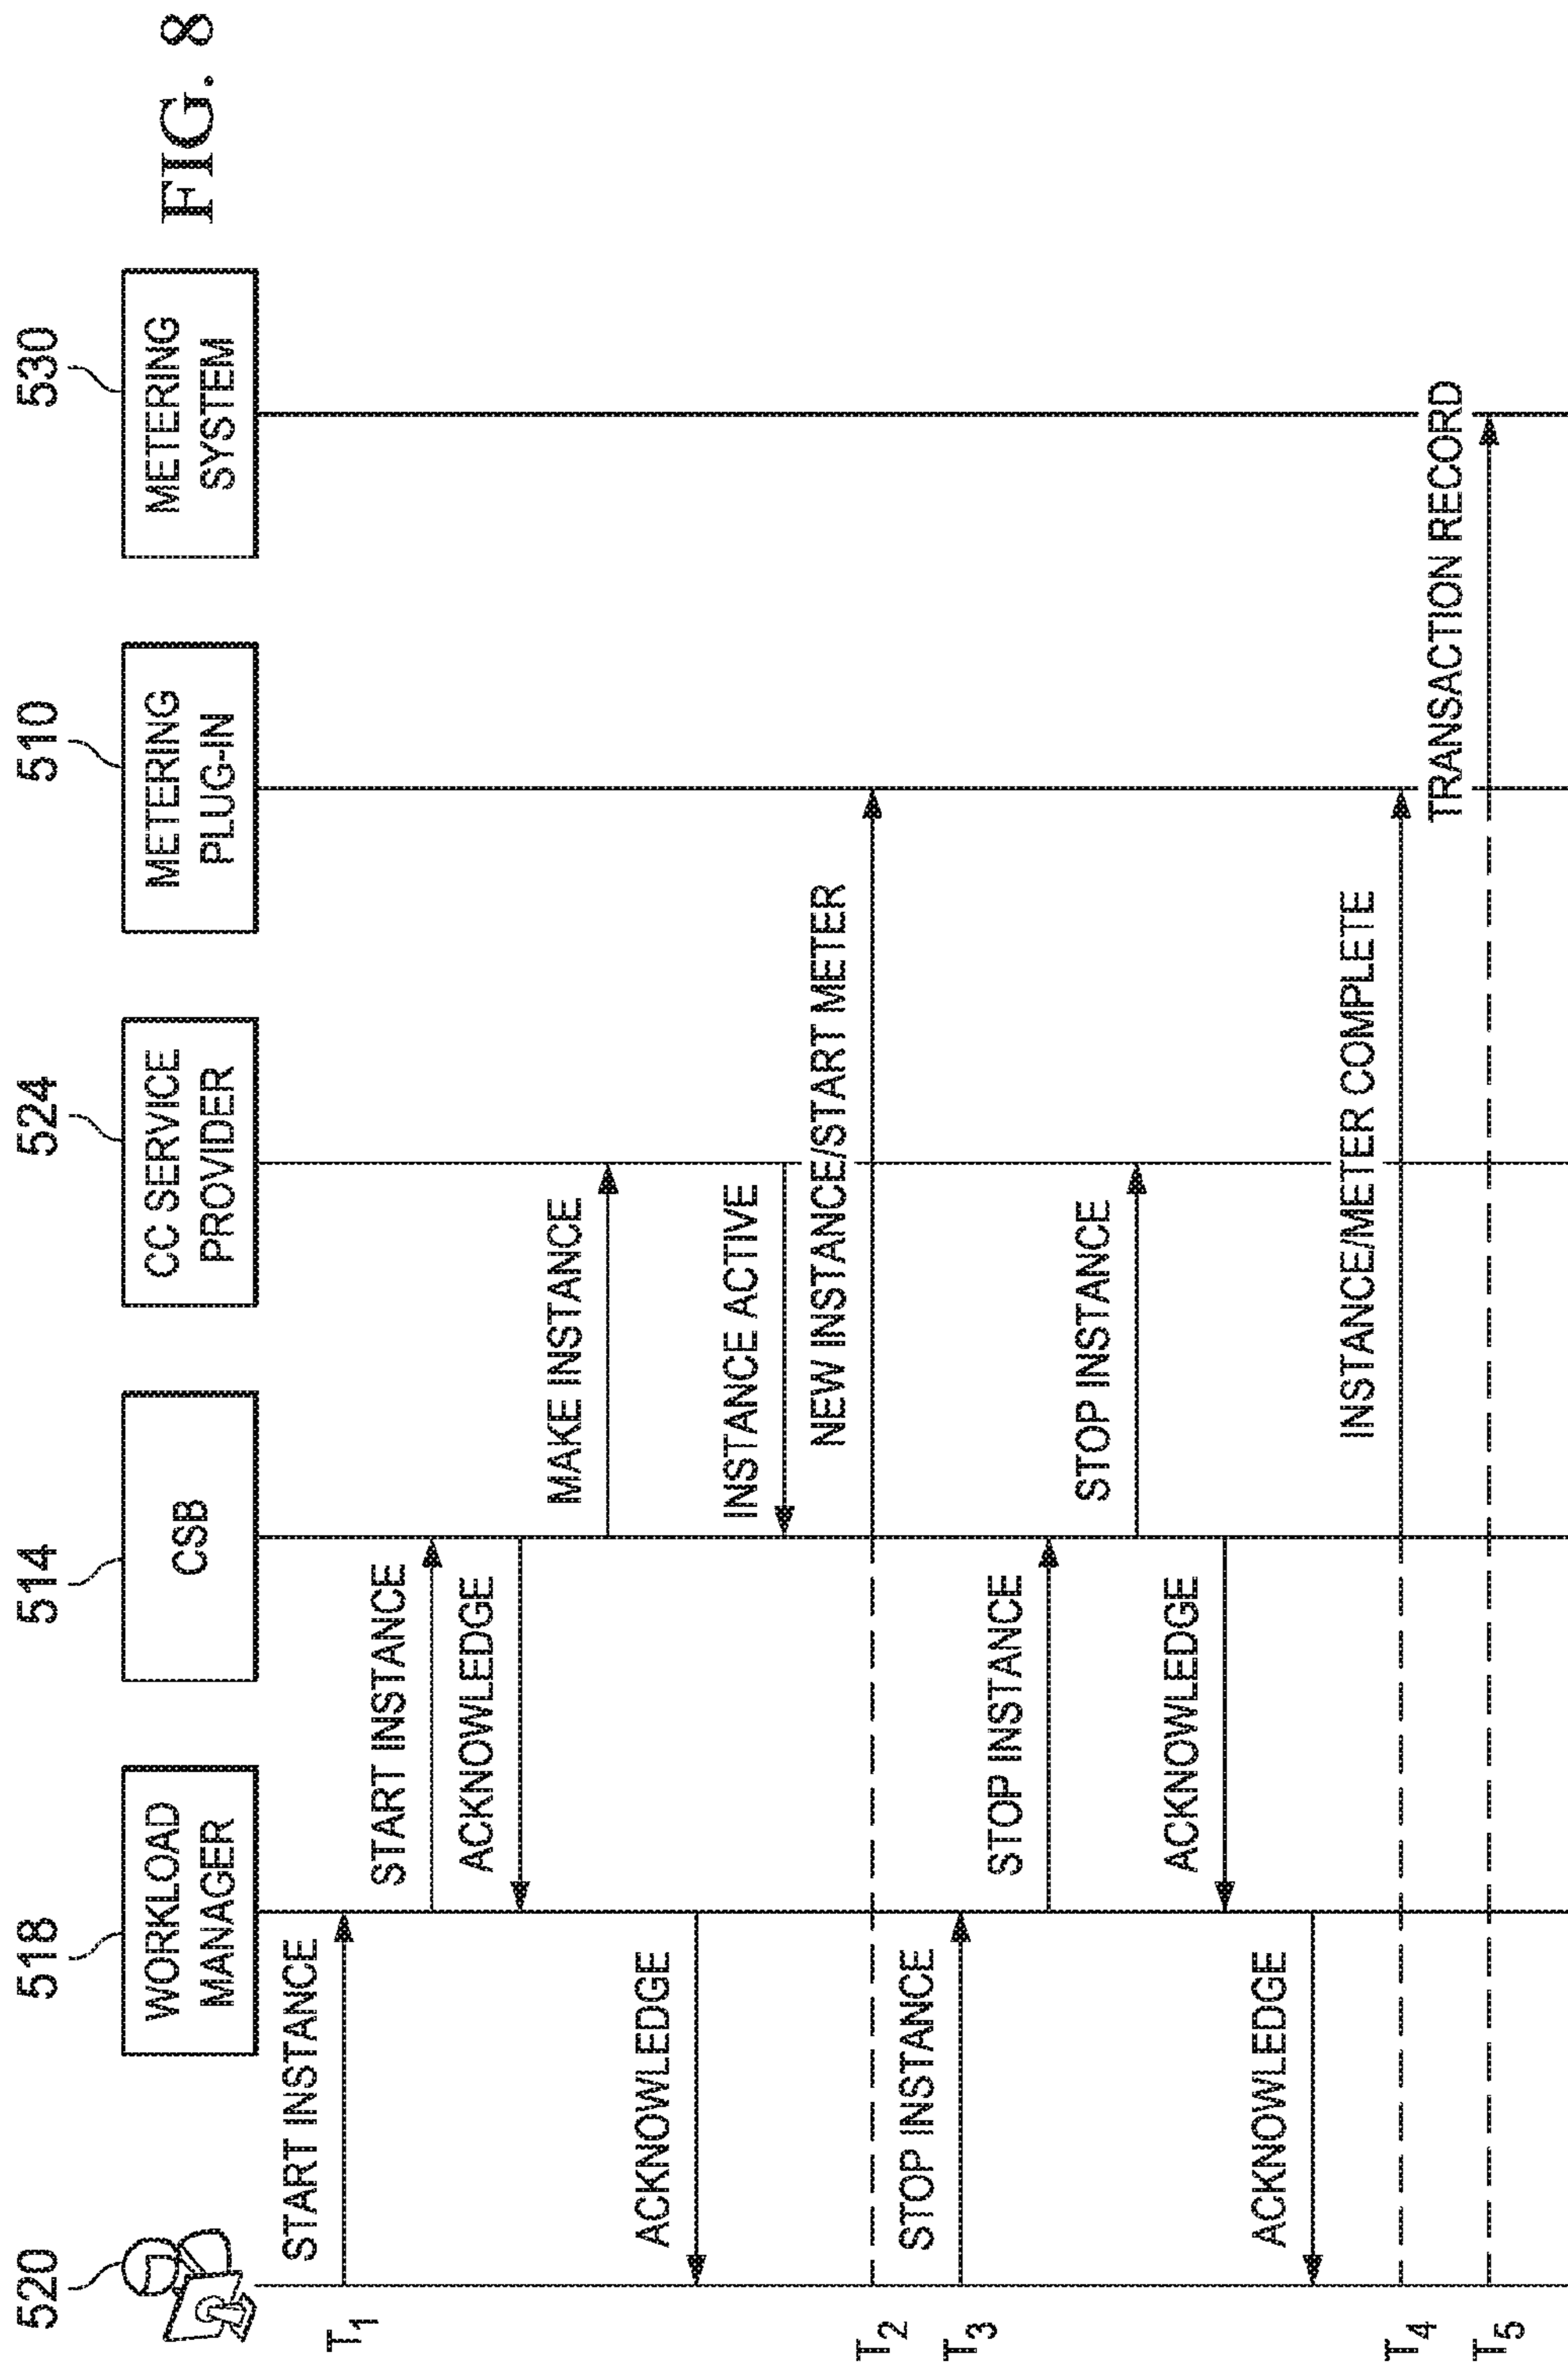 FIG. 8
520
518
514
524
510
530
WORKLOAD
MANAGER
CSB
CC SERVICE
PROVIDER
METERING
PLUG-IN
METERING
SYSTEM
T1
START INSTANCE
START INSTANCE
ACKNOWLEDGE
MAKE INSTANCE
ACKNOWLEDGE
INSTANCE ACTIVE
T2
NEW INSTANCE/START METER
T3
STOP INSTANCE
STOP INSTANCE
STOP INSTANCE
ACKNOWLEDGE
ACKNOWLEDGE
T4
INSTANCE/METER COMPLETE
T5
TRANSACTION RECORD